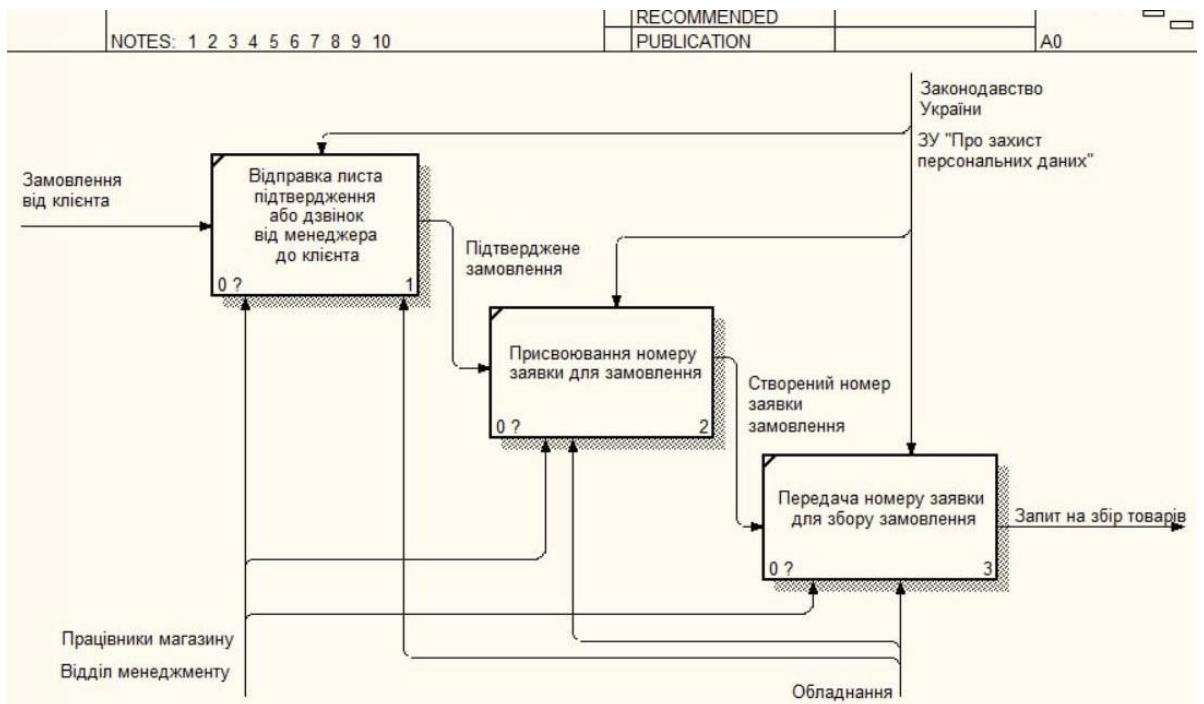 RECOMMENDED
NOTES: 1 2 3 4 5 6 7 8 9 10
PUBLICATION
A0
Законодавство
України
ЗУ "Про захист
персональних даних"
Замовлення
від клієнта
Відправка листа
підтвердження
або дзвінок
від менеджера
до клієнта
0 ?
1
Підтверджене
замовлення
Присвоювання номеру
заявки для замовлення
0 ?
2
Створений номер
заявки
замовлення
Передача номеру заявки
для збору замовлення
0 ?
3
Запит на збір товарів
Працівники магазину
Відділ менеджменту
Обладнання